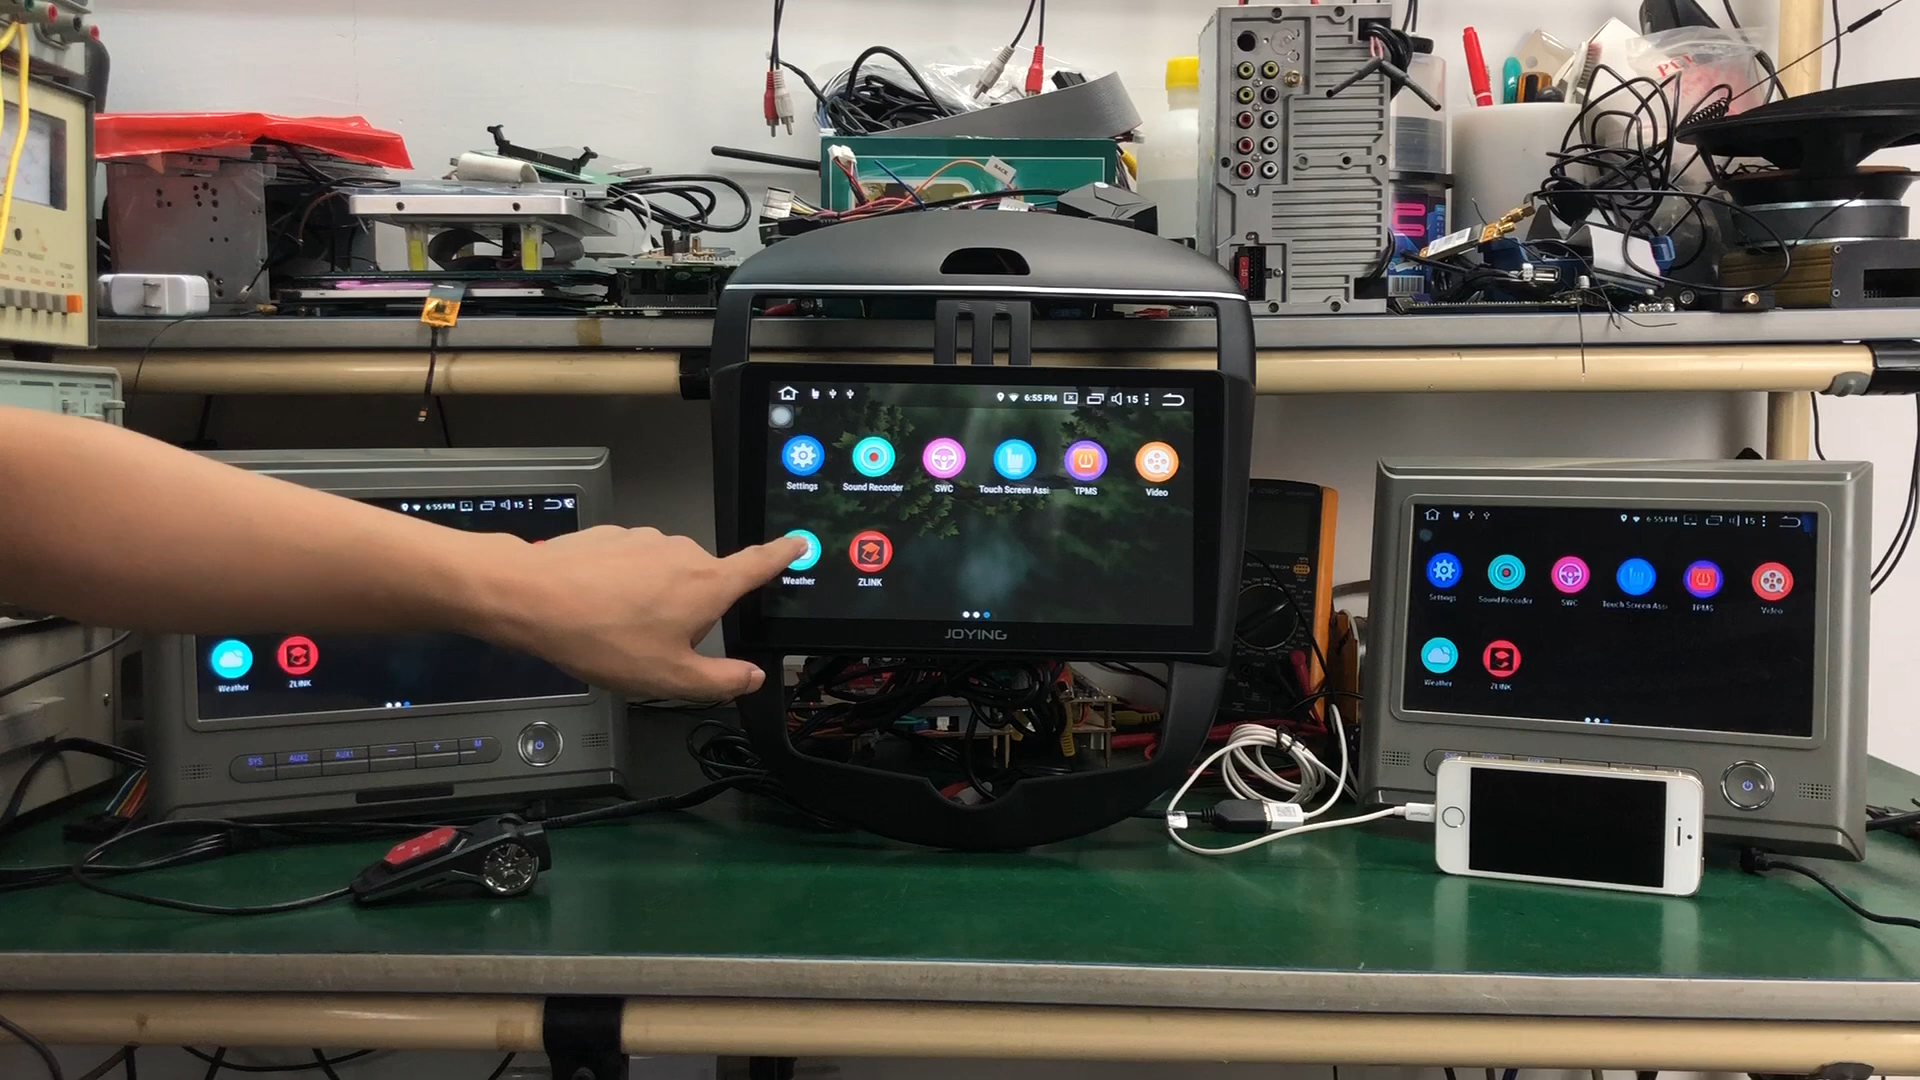 6:55 PM 15
Settings Sound Recorder SWC Touch Screen Assi TPMS Video
Weather ZLINK
JOYING
6:55 PM 15
Weather ZLINK
SYS AUX2 AUX1 − + M
6:55 PM 15
Settings Sound Recorder SWC Touch Screen Assi TPMS Video
Weather ZLINK